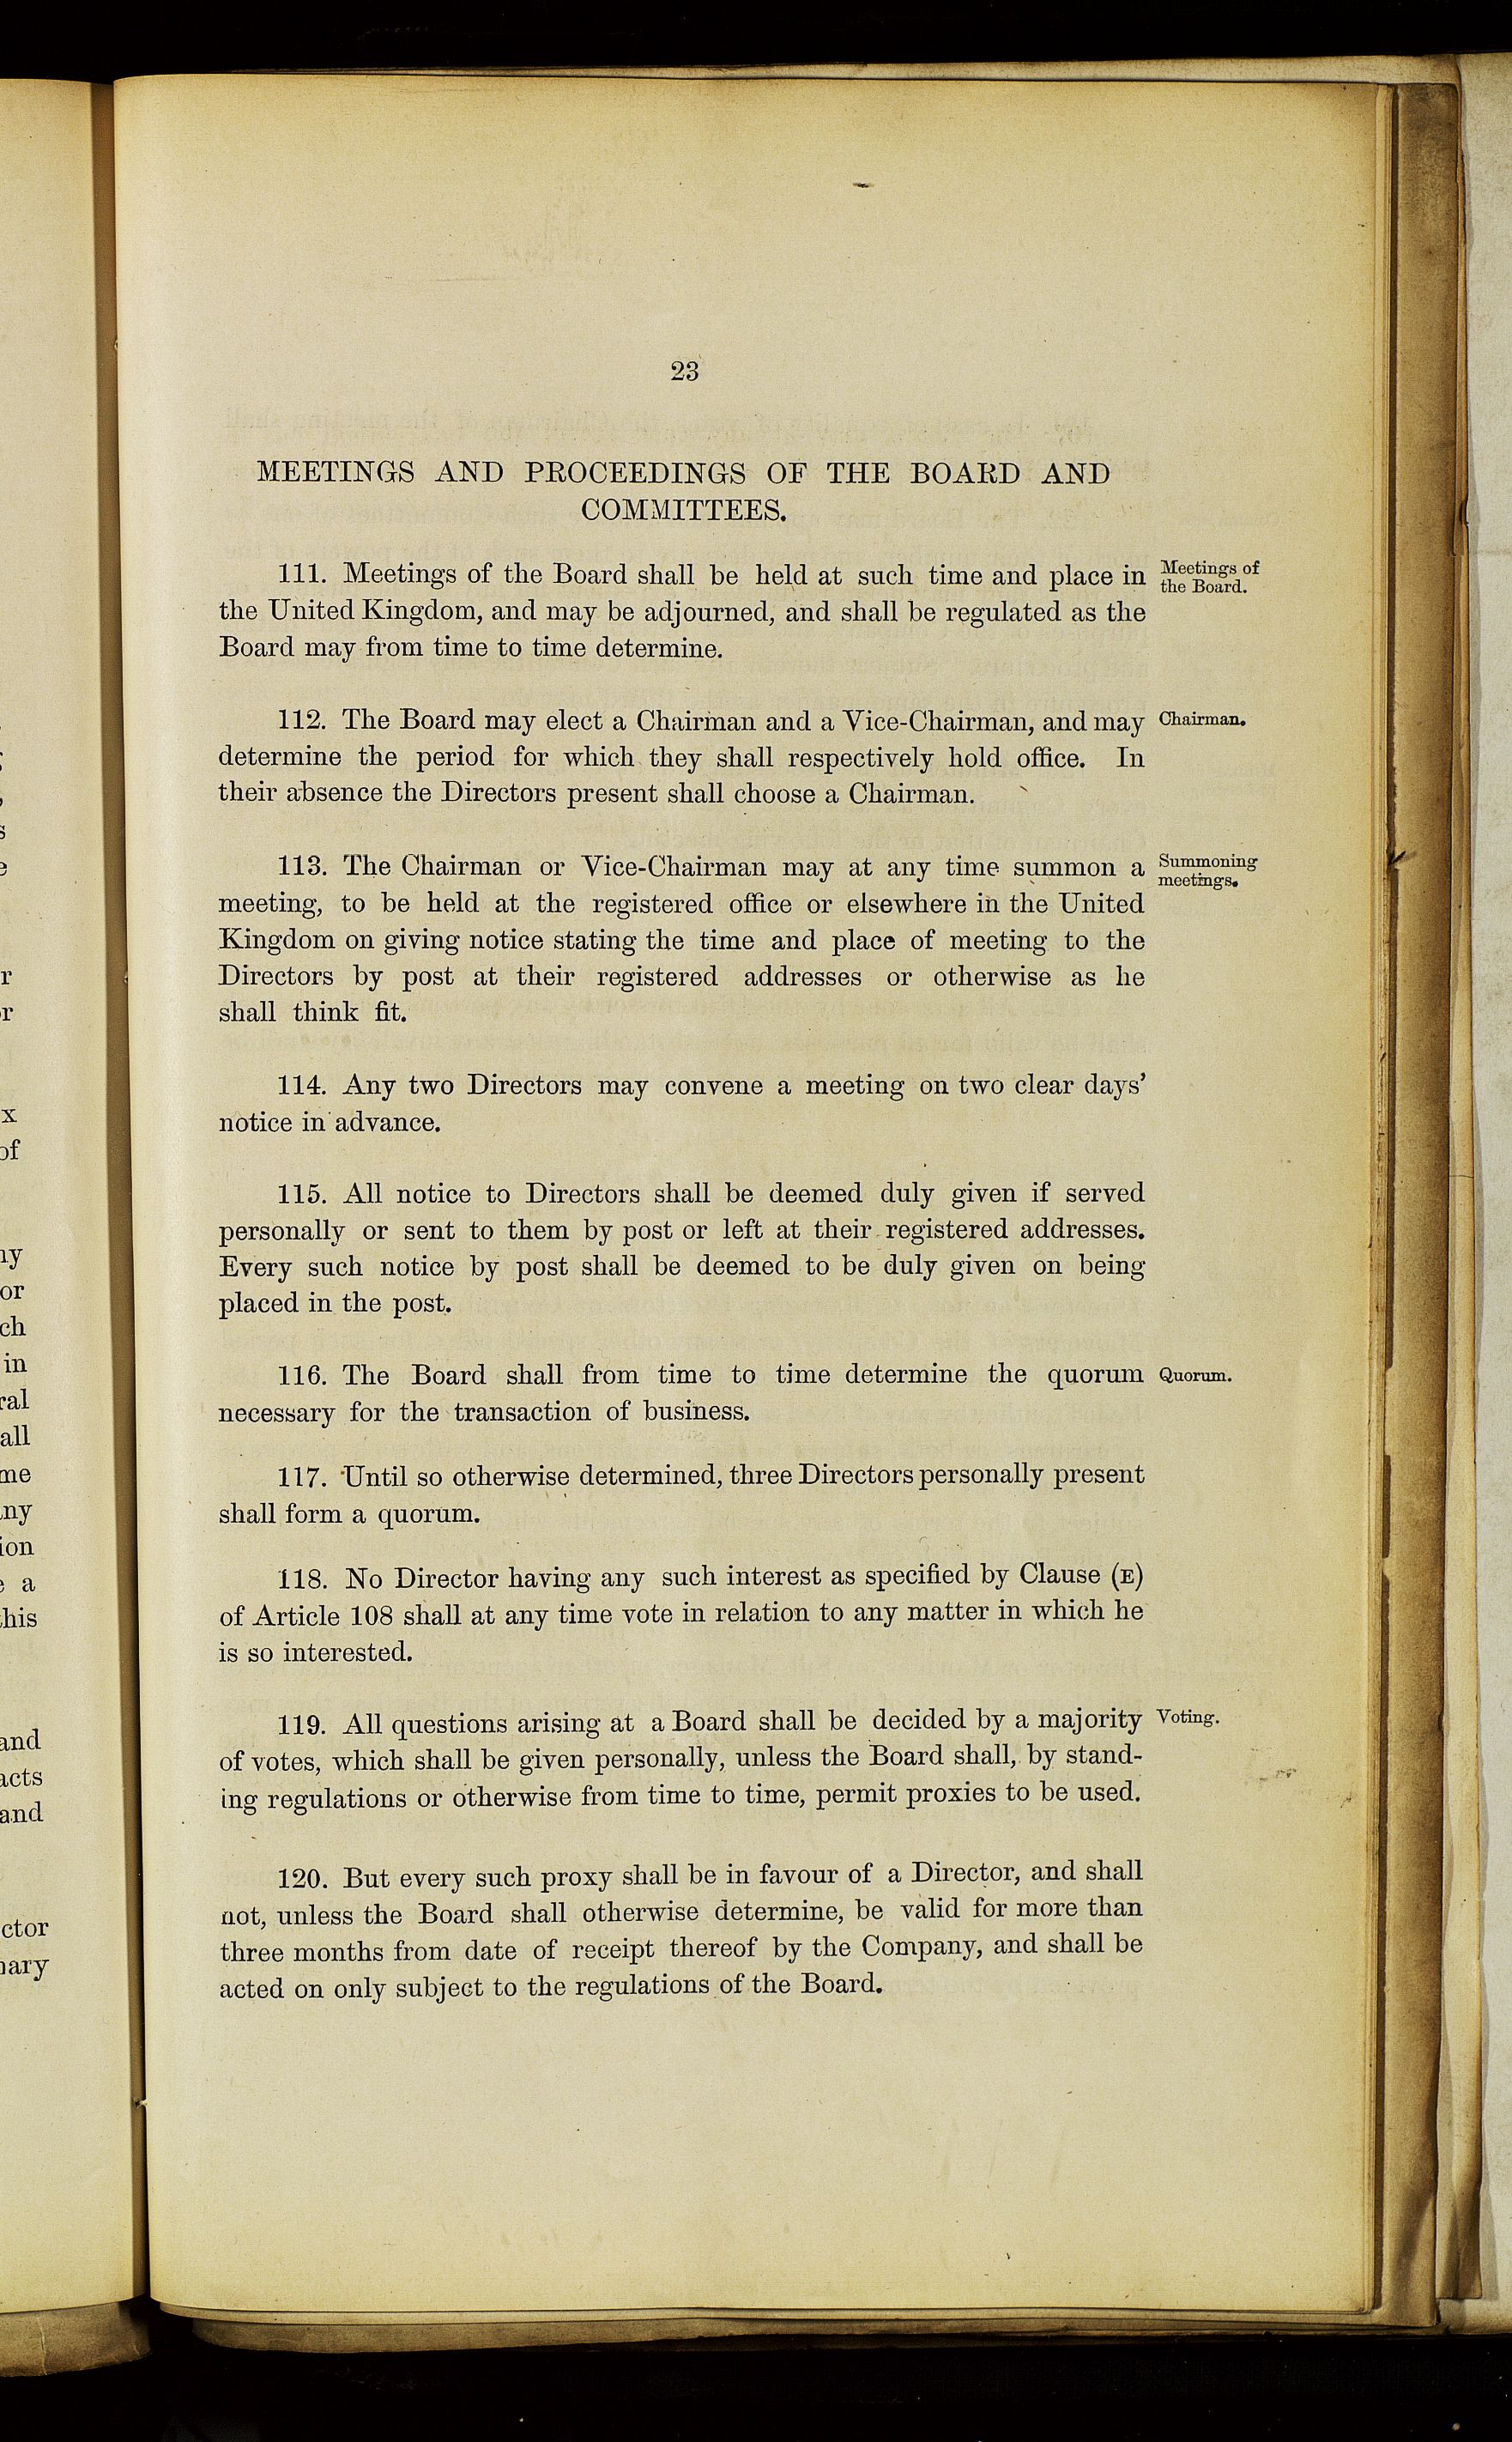 23
MEETINGS AND PROCEEDINGS OF THE BOARD AND
COMMITTEES.
111. Meetings of the Board shall be held at such time and place in
the United Kingdom, and may be adjourned, and shall be regulated as the
Board may from time to time determine.
Meetings of
the Board.
112. The Board may elect a Chairman and a Vice-Chairman, and may
determine the period for which they shall respectively hold office. In
their absence the Directors present shall choose a Chairman.
Chairman.
113. The Chairman or Vice-Chairman may at any time summon a
meeting, to be held at the registered office or elsewhere in the United
Kingdom on giving notice stating the time and place of meeting to the
Directors by post at their registered addresses or otherwise as he
shall think fit.
Summoning
meetings.
114. Any two Directors may convene a meeting on two clear days'
notice in advance.
115. All notice to Directors shall be deemed duly given if served
personally or sent to them by post or left at their registered addresses.
Every such notice by post shall be deemed to be duly given on being
placed in the post.
116. The Board shall from time to time determine the quorum
necessary for the transaction of business.
Quorum.
117. Until so otherwise determined, three Directors personally present
shall form a quorum.
118. No Director having any such interest as specified by Clause (E)
of Article 108 shall at any time vote in relation to any matter in which he
is so interested.
119. All questions arising at a Board shall be decided by a majority
of votes, which shall be given personally, unless the Board shall, by stand-
ing regulations or otherwise from time to time, permit proxies to be used.
Voting.
120. But every such proxy shall be in favour of a Director, and shall
not, unless the Board shall otherwise determine, be valid for more than
three months from date of receipt thereof by the Company, and shall be
acted on only subject to the regulations of the Board.